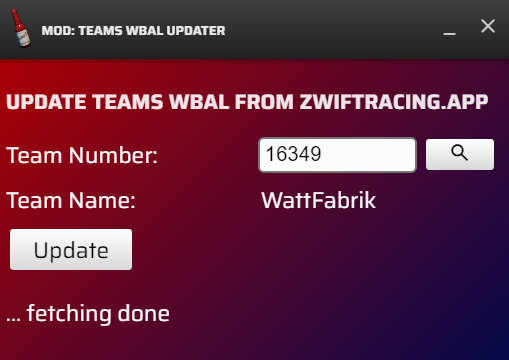 MOD: TEAMS WBAL UPDATER
UPDATE TEAMS WBAL FROM ZWIFTRACING.APP
Team Number: 16349
Team Name: WattFabrik
Update
... fetching done